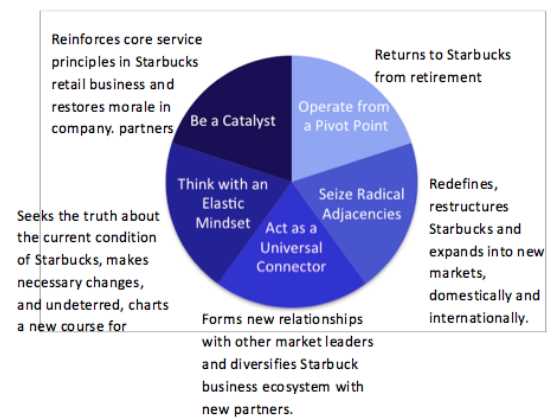 Reinforces core service
principles in Starbucks
retail business and
restores morale in
company. partners
Be a Catalyst
Returns to Starbucks
from retirement
Operate from
a Pivot Point
Think with an
Elastic
Mindset
Seize Radical
Adjacencies
Act as a
Universal
Connector
Redefines,
restructures
Starbucks and
expands into new
markets,
domestically and
internationally.
Seeks the truth about
the current condition
of Starbucks, makes
necessary changes,
and undeterred, charts
a new course for
Forms new relationships
with other market leaders
and diversifies Starbuck
business ecosystem with
new partners.